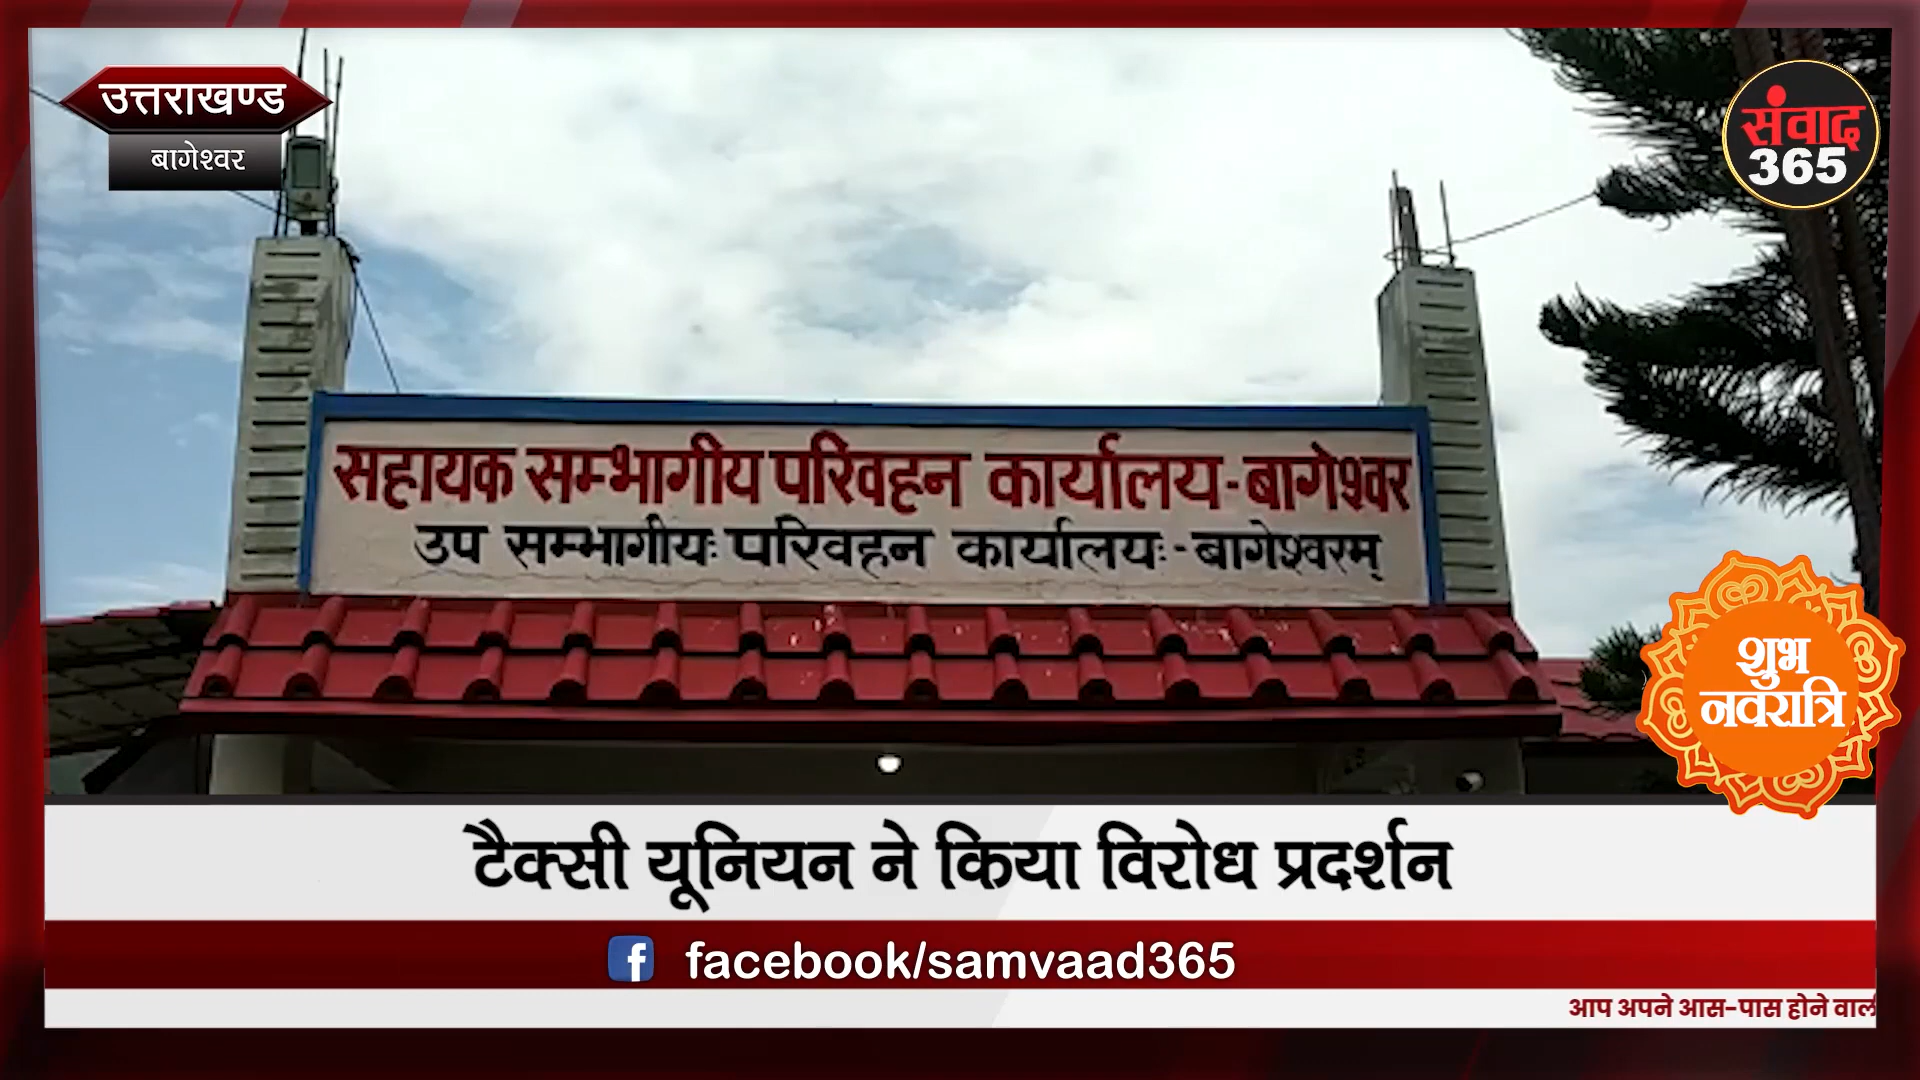 उत्तराखण्ड
बागेश्वर
संवाद
365
सहायक सम्भागीय परिवहन कार्यालय-बागेश्वर
उप सम्भागीयः परिवहन कार्यालयः-बागेश्वरम्
शुभ
नवरात्रि
टैक्सी यूनियन ने किया विरोध प्रदर्शन
facebook/samvaad365
आप अपने आस-पास होने